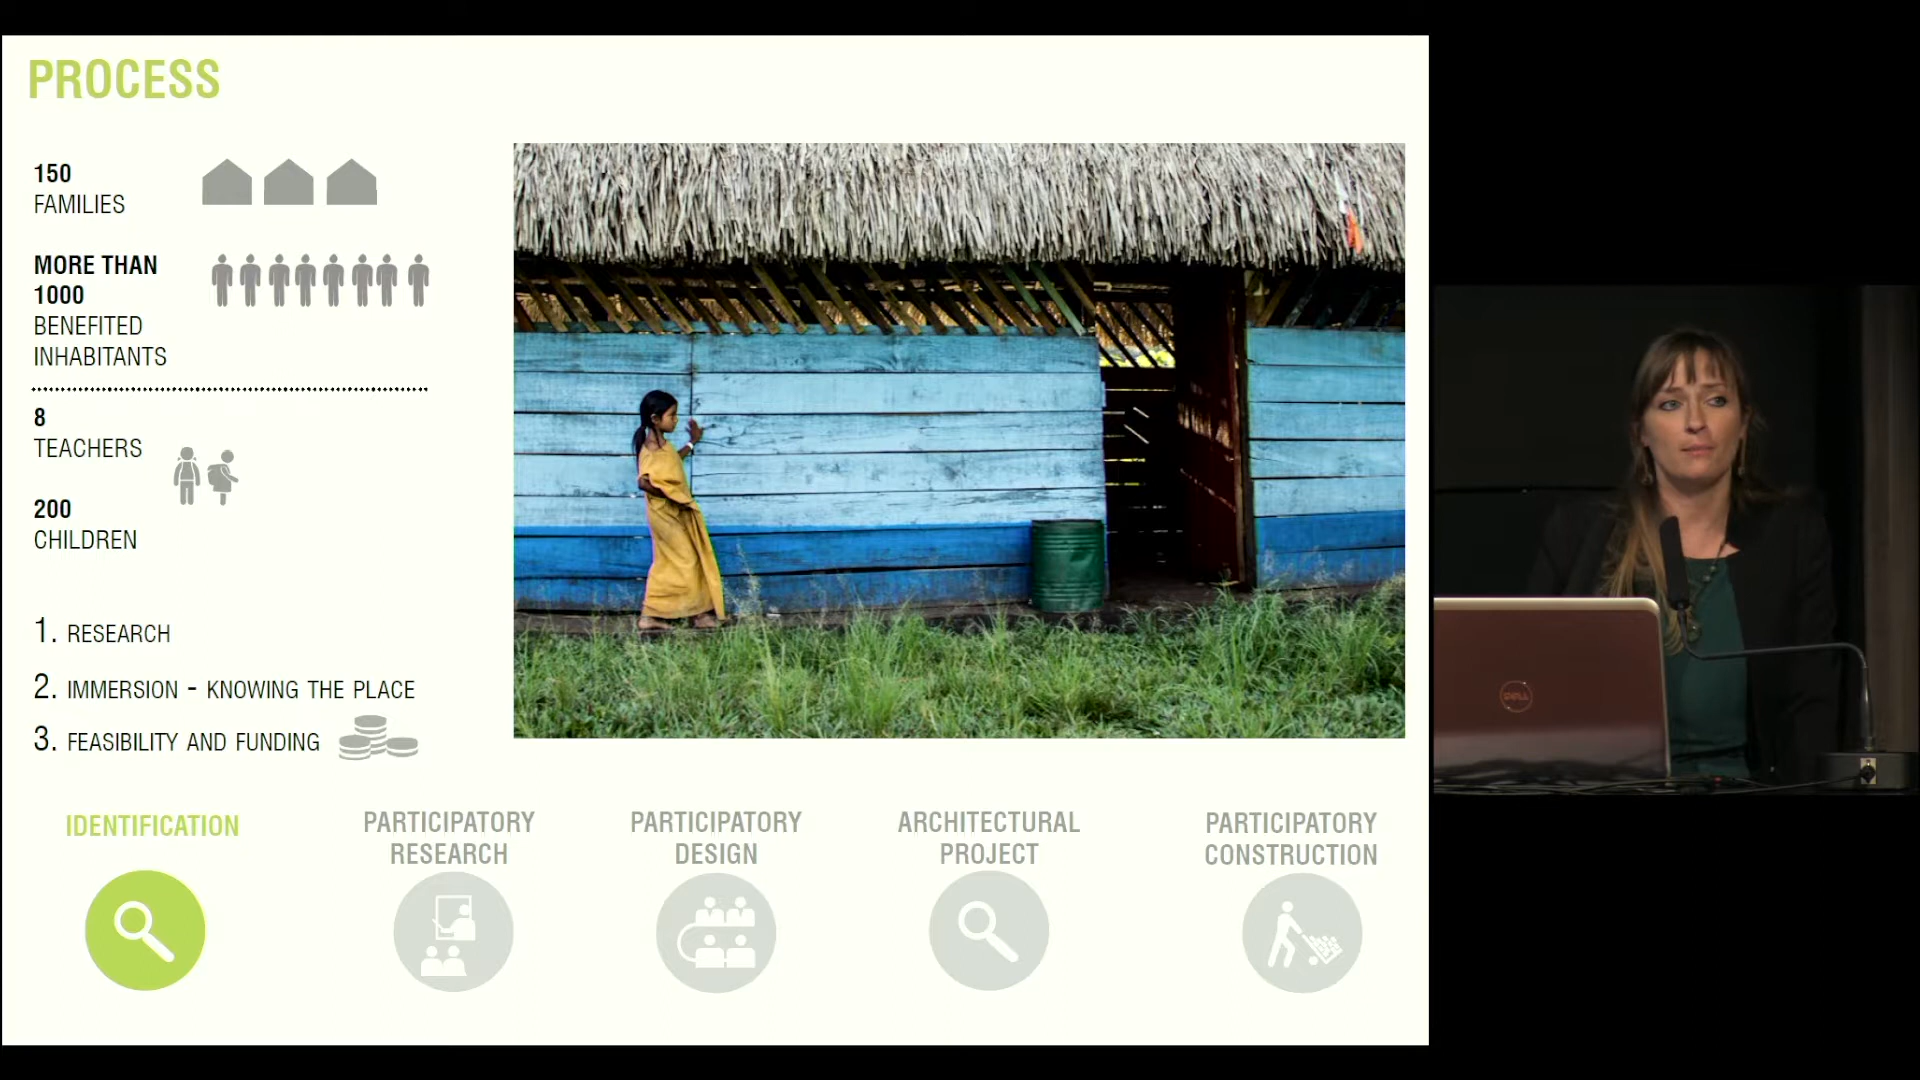 PROCESS
150
FAMILIES
MORE THAN
1000
BENEFITED
INHABITANTS
8
TEACHERS
200
CHILDREN
1. RESEARCH
2. IMMERSION - KNOWING THE PLACE
3. FEASIBILITY AND FUNDING
IDENTIFICATION
PARTICIPATORY
RESEARCH
PARTICIPATORY
DESIGN
ARCHITECTURAL
PROJECT
PARTICIPATORY
CONSTRUCTION
DELL